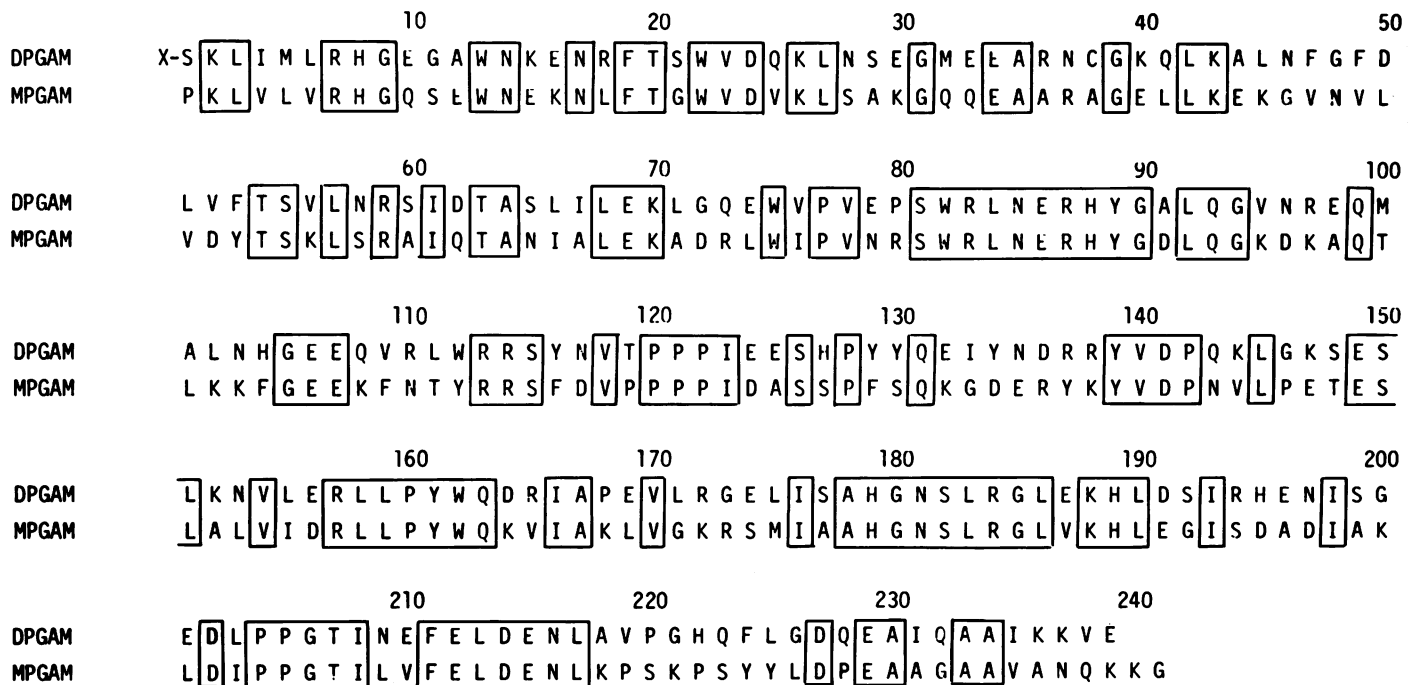 10 20 30 40 50
DPGAM X-S K L I M L R H G E G A W N K E N R F T S W V D Q K L N S E G M E E A R N C G K Q L K A L N F G F D
MPGAM P K L V L V R H G Q S E W N E K N L F T G W V D V K L S A K G Q Q E A A R A G E L L K E K G V N V L
60 70 80 90 100
DPGAM L V F T S V L N R S I D T A S L I L E K L G Q E W V P V E P S W R L N E R H Y G A L Q G V N R E Q M
MPGAM V D Y T S K L S R A I Q T A N I A L E K A D R L W I P V N R S W R L N E R H Y G D L Q G K D K A Q T
110 120 130 140 150
DPGAM A L N H G E E Q V R L W R R S Y N V T P P P I E E S H P Y Y Q E I Y N D R R Y V D P Q K L G K S E S
MPGAM L K K F G E E K F N T Y R R S F D V P P P P I D A S S P F S Q K G D E R Y K Y V D P N V L P E T E S
160 170 180 190 200
DPGAM L K N V L E R L L P Y W Q D R I A P E V L R G E L I S A H G N S L R G L E K H L D S I R H E N I S G
MPGAM L A L V I D R L L P Y W Q K V I A K L V G K R S M I A A H G N S L R G L V K H L E G I S D A D I A K
210 220 230 240
DPGAM E D L P P G T I N E F E L D E N L A V P G H Q F L G D Q E A I Q A A I K K V E
MPGAM L D I P P G T I L V F E L D E N L K P S K P S Y Y L D P E A A G A A V A N Q K K G